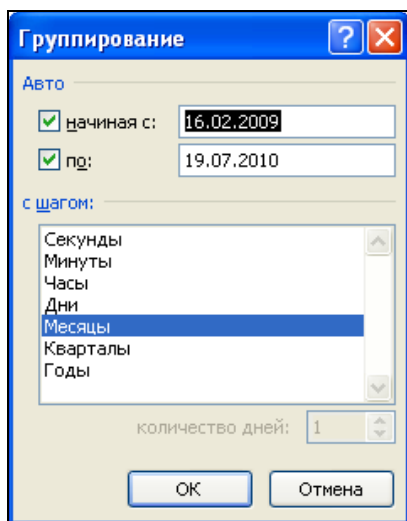 Группирование
Авто
начиная с: 16.02.2009
по: 19.07.2010
с шагом:
Секунды
Минуты
Часы
Дни
Месяцы
Кварталы
Годы
количество дней: 1
ОК Отмена